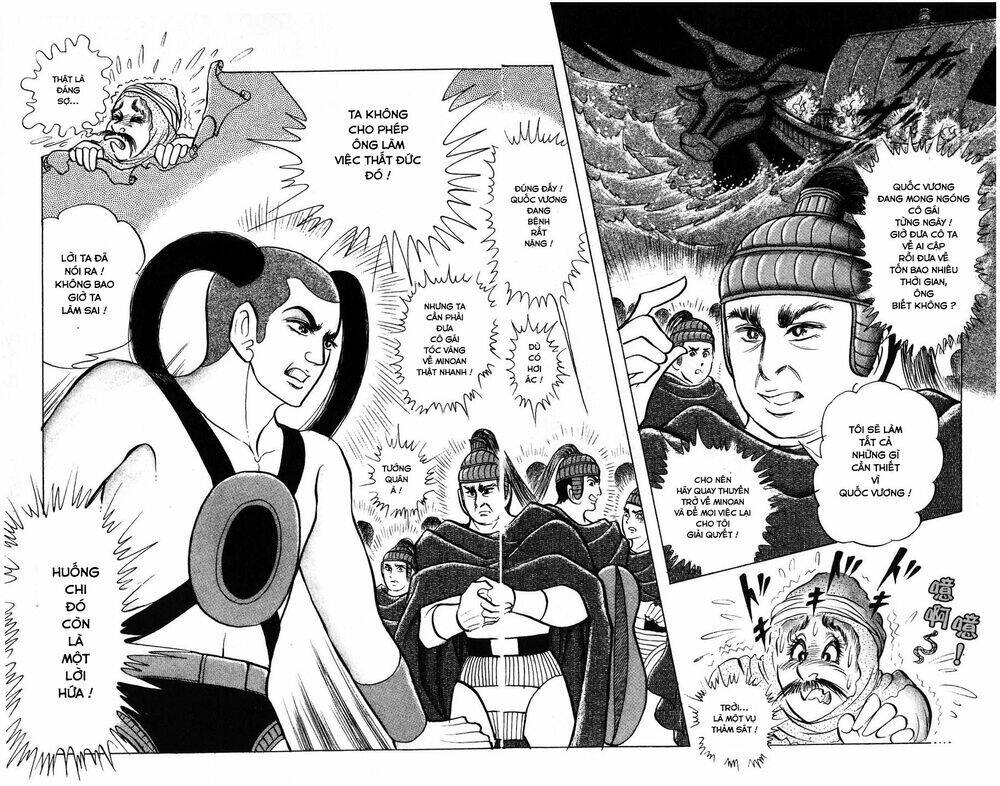 QUỐC VƯƠNG
ĐANG MONG NGÓNG
CÔ GÁI
TỪNG NGÀY!
GIỜ ĐƯA CÔ TA
VỀ AI CẬP
RỒI ĐƯA VỀ
TỐN BAO NHIÊU
THỜI GIAN,
ÔNG
BIẾT KHÔNG?
TÔI SẼ LÀM
TẤT CẢ
NHỮNG GÌ
CẦN THIẾT
VÌ
QUỐC VƯƠNG!
CHO NÊN
HÃY QUAY THUYỀN
TRỞ VỀ MINOAN
VÀ ĐỂ MỌI VIỆC LẠI
CHO TÔI
GIẢI QUYẾT!
TRỜI...
LÀ MỘT VỤ
THẢM SÁT!
噫
啊
噫
!
ĐÚNG ĐẤY!
QUỐC VƯƠNG
ĐANG
BỆNH
RẤT
NẶNG!
DÙ
CÓ
HƠI
ÁC!
NHƯNG TA
CẦN PHẢI
ĐƯA
CÔ GÁI
TÓC VÀNG
VỀ MINOAN
THẬT NHANH!
TƯỚNG
QUÂN
À!
TA KHÔNG
CHO PHÉP
ÔNG LÀM
VIỆC THẤT ĐỨC
ĐÓ!
THẬT LÀ
ĐÁNG
SỢ...
LỜI TA ĐÃ
NÓI RA!
KHÔNG BAO
GIỜ TA
LÀM SAI!
HUỐNG
CHI
ĐÓ
CÒN
LÀ
MỘT
LỜI
HỨA!